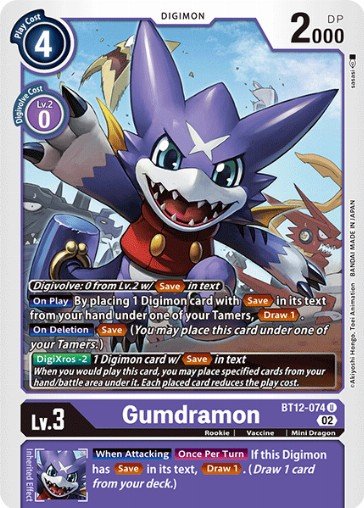 Play Cost
4
DIGIMON
DP
2000
Digivolve Cost
Lv.2
0
sasasi
©Akiyoshi Hongo, Toei Animation BANDAI MADE IN JAPAN
Digivolve: 0 from Lv.2 w/ Save in text
On Play By placing 1 Digimon card with Save in its text
from your hand under one of your Tamers, Draw 1
On Deletion Save (You may place this card under one of
your Tamers.)
DigiXros -2 1 Digimon card w/ Save in text
When you would play this card, you may place specified cards from your
hand/battle area under it. Each placed card reduces the play cost.
Lv.3
Gumdramon
BT12-074 U
02
Rookie | Vaccine | Mini Dragon
Inherited Effect
When Attacking Once Per Turn If this Digimon
has Save in its text, Draw 1. (Draw 1 card
from your deck.)